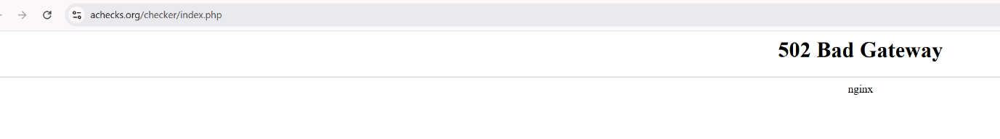 achecks.org/checker/index.php
502 Bad Gateway
nginx